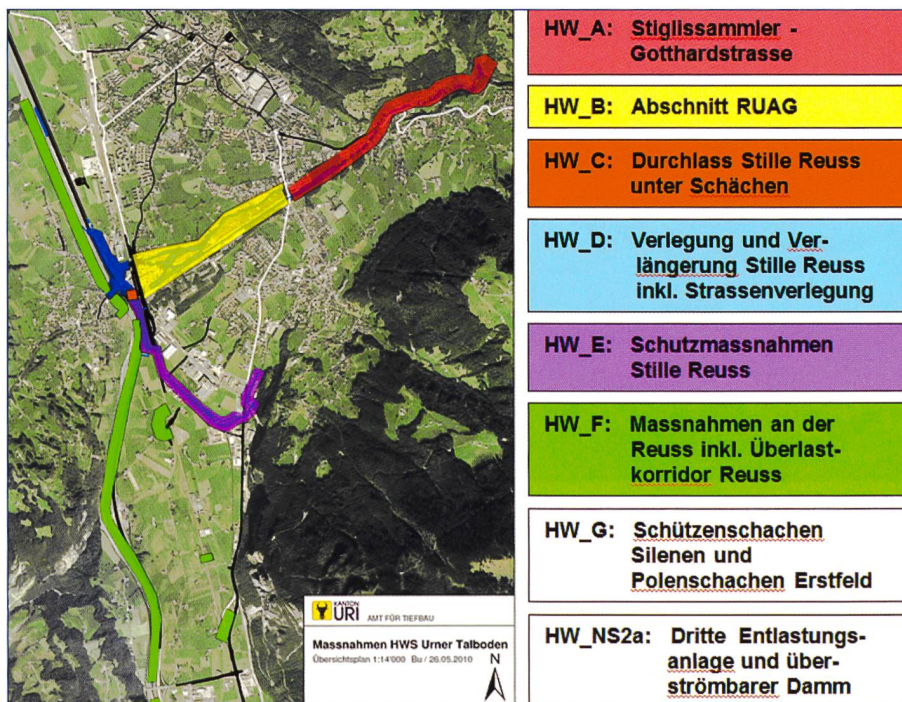 HW_A: Stiglissammler -
Gotthardstrasse
HW_B: Abschnitt RUAG
HW_C: Durchlass Stille Reuss
unter Schächen
HW_D: Verlegung und Ver-
längerung Stille Reuss
inkl. Strassenverlegung
HW_E: Schutzmassnahmen
Stille Reuss
HW_F: Massnahmen an der
Reuss inkl. Überlast-
korridor Reuss
HW_G: Schützenschachen
Silenen und
Polenschachen Erstfeld
HW_NS2a: Dritte Entlastungs-
anlage und über-
strömbarer Damm
KANTON
URI AMT FÜR TIEFBAU
Massnahmen HWS Urner Talboden
Übersichtsplan 1:14'000 Bu / 26.05.2010
N